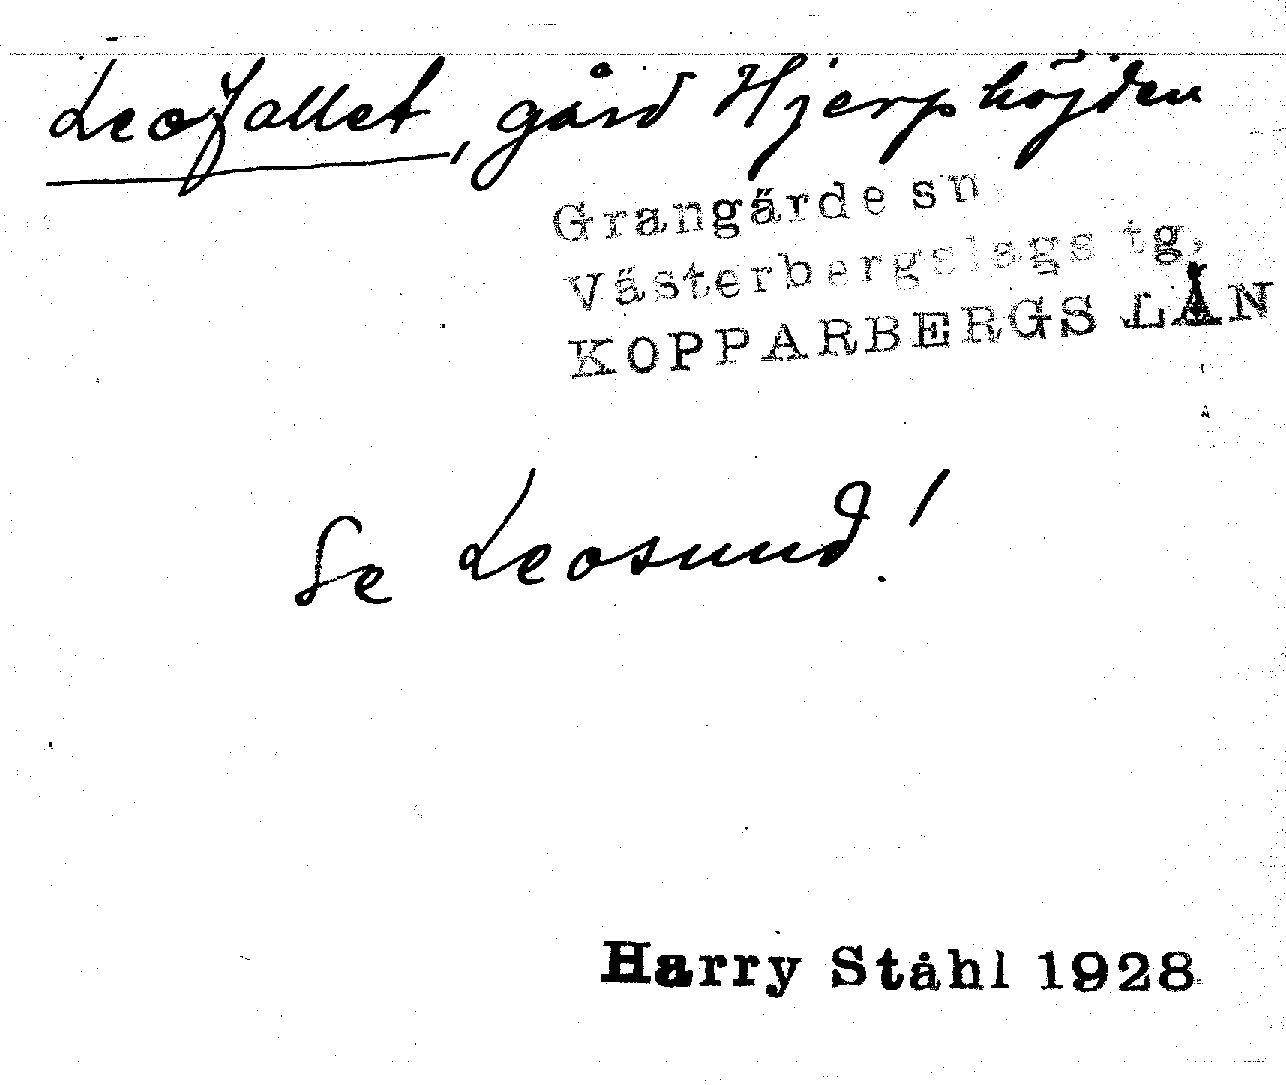 Leofallet, gård Hjerphöjden
Grangärde sn
Västerbergslags tg,
KOPPARBERGS LÄN
Se Leosund!
Harry Ståhl 1928